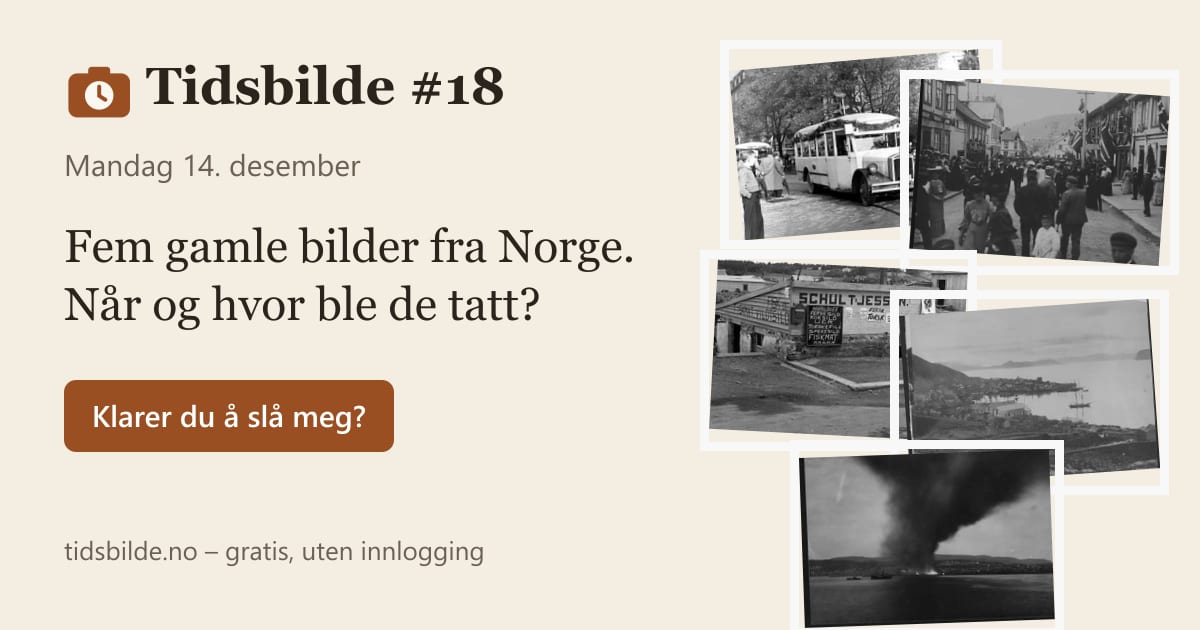 Tidsbilde #18
Mandag 14. desember
Fem gamle bilder fra Norge.
Når og hvor ble de tatt?
Klarer du å slå meg?
tidsbilde.no – gratis, uten innlogging
SCHULTJESS
FISKMAT